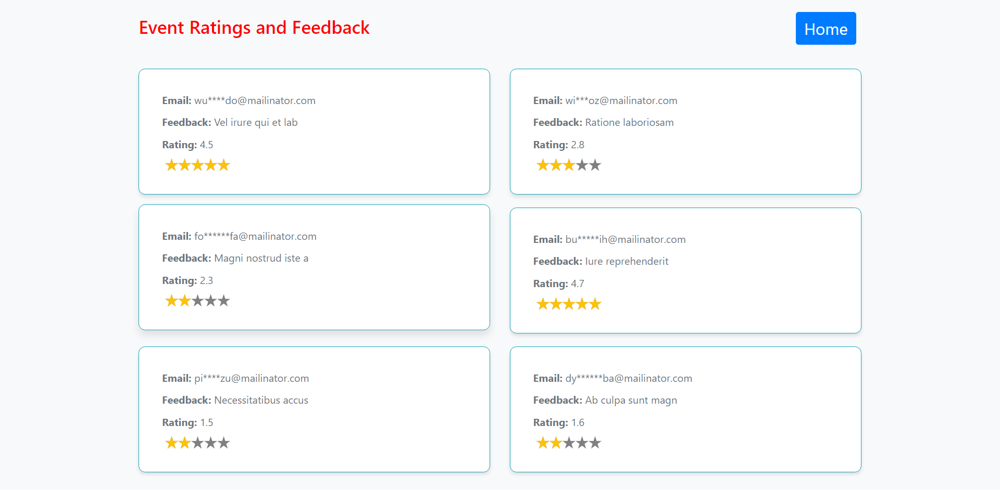 Event Ratings and Feedback
Home
Email: wu****do@mailinator.com
Feedback: Vel irure qui et lab
Rating: 4.5
★★★★★
Email: wi***oz@mailinator.com
Feedback: Ratione laboriosam
Rating: 2.8
★★★★★
Email: fo******fa@mailinator.com
Feedback: Magni nostrud iste a
Rating: 2.3
★★★★★
Email: bu*****ih@mailinator.com
Feedback: Iure reprehenderit
Rating: 4.7
★★★★★
Email: pi****zu@mailinator.com
Feedback: Necessitatibus accus
Rating: 1.5
★★★★★
Email: dy******ba@mailinator.com
Feedback: Ab culpa sunt magn
Rating: 1.6
★★★★★